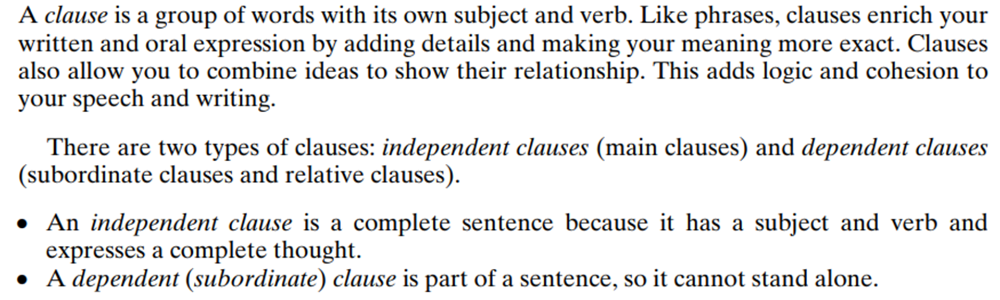 A clause is a group of words with its own subject and verb. Like phrases, clauses enrich your
written and oral expression by adding details and making your meaning more exact. Clauses
also allow you to combine ideas to show their relationship. This adds logic and cohesion to
your speech and writing.
There are two types of clauses: independent clauses (main clauses) and dependent clauses
(subordinate clauses and relative clauses).
• An independent clause is a complete sentence because it has a subject and verb and
expresses a complete thought.
• A dependent (subordinate) clause is part of a sentence, so it cannot stand alone.